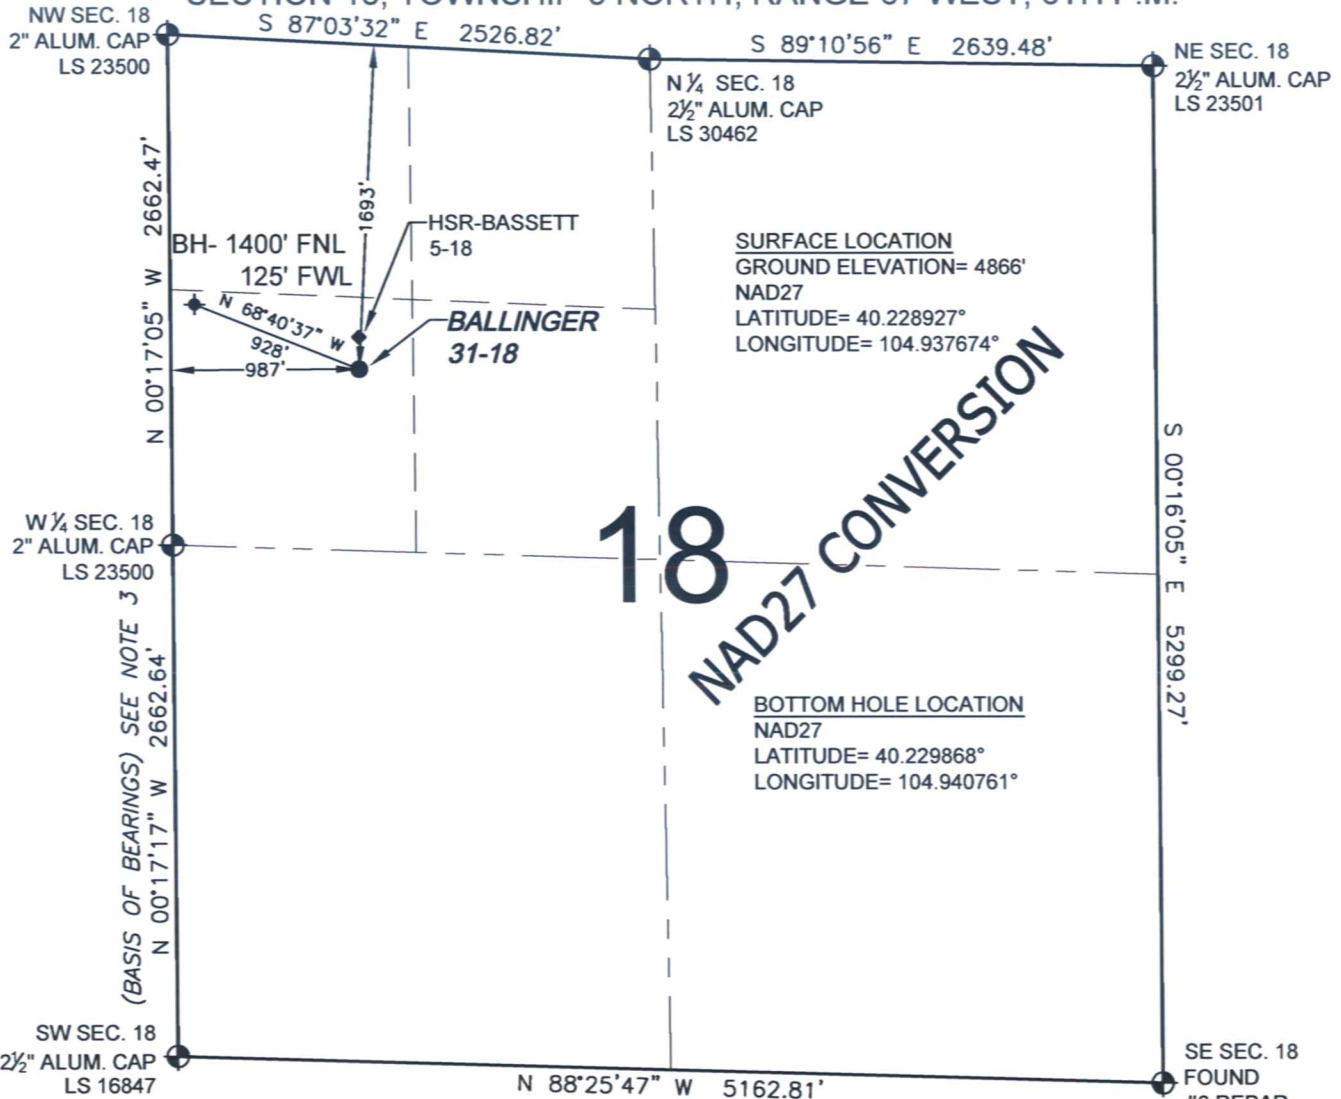 NW SEC. 18
2" ALUM. CAP
LS 23500
S 87°03'32" E 2526.82'
S 89°10'56" E 2639.48'
NE SEC. 18
2½" ALUM. CAP
LS 23501
N ¼ SEC. 18
2½" ALUM. CAP
LS 30462
N 00°17'05" W 2662.47'
1693'
HSR-BASSETT
5-18
BH- 1400' FNL
125' FWL
N 68°40'37" W
928'
987'
BALLINGER
31-18
SURFACE LOCATION
GROUND ELEVATION= 4866'
NAD27
LATITUDE= 40.228927°
LONGITUDE= 104.937674°
NAD27 CONVERSION
18
S 00°16'05" E 5299.27'
W ¼ SEC. 18
2" ALUM. CAP
LS 23500
(BASIS OF BEARINGS) SEE NOTE 3
N 00°17'17" W 2662.64'
BOTTOM HOLE LOCATION
NAD27
LATITUDE= 40.229868°
LONGITUDE= 104.940761°
SW SEC. 18
2½" ALUM. CAP
LS 16847
N 88°25'47" W 5162.81'
SE SEC. 18
FOUND